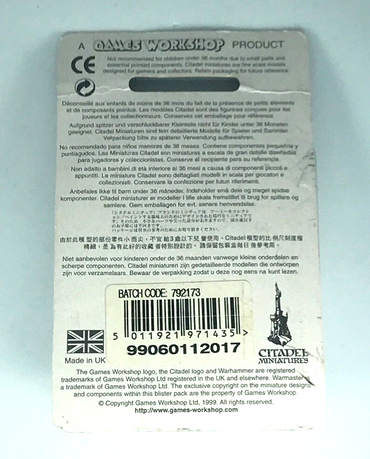 A GAMES WORKSHOP PRODUCT
CE
Not recommended for children under 36 months due to small parts and
essential pointed components. Citadel miniatures are fine scale models
designed for gamers and collectors. Retain packaging for future reference.
Déconseillé aux enfants de moins de 36 mois du fait de la présence de petits éléments
et de composants pointus. Les modèles Citadel sont des figurines conçues pour les
joueurs et les collectionneurs. Conservez cet emballage pour référence.
Aufgrund spitzer und verschluckbarer Kleinteile nicht für Kinder unter 36 Monaten
geeignet. Citadel Miniaturen sind fein detaillierte Modelle für Spieler und Sammler.
Verpackung bitte zu späterer Verwendung aufbewahren.
No recomendado para niños menores de 36 meses. Contiene componentes pequeños y
puntiagudos. Las Miniaturas Citadel son a escala de gran detalle diseñadas
para jugadores y coleccionistas. Conserve el recipiente para su referencia.
Non adatto a bambini di età inferiore ai 36 mesi a causa di componenti piccoli e
appuntiti. Le miniature Citadel sono dettagliati modelli in scala per giocatori e
collezionisti. Conservare la confezione per futuri riferimenti.
Anbefales ikke til børn under 36 måneder. Indeholder små dele og meget spidse
komponenter. Citadel miniaturer er modeller i lille skala fremstillet til brug for spillere og
samlere. Gem emballagen for evt. senere henvendelse.
Niet aanbevolen voor kinderen onder de 36 maanden vanwege kleine onderdelen en
scherpe componenten. Citadel miniaturen zijn gedetailleerde modellen die ontworpen
zijn voor verzamelaars. Bewaar de verpakking zodat u deze nog eens na kunt lezen.
BATCH CODE: 792173
5 011921 971435 >
99060112017
Made in UK
CITADEL
MINIATURES
The Games Workshop logo, the Citadel logo and Warhammer are registered
trademarks of Games Workshop Ltd registered in the UK and elsewhere. Warmaster
a trademark of Games Workshop Ltd. The exclusive copyright on the miniature designs
and components within this blister pack are the property of Games Workshop.
© Copyright Games Workshop Ltd, 1999. All rights reserved.
http://www.games-workshop.com